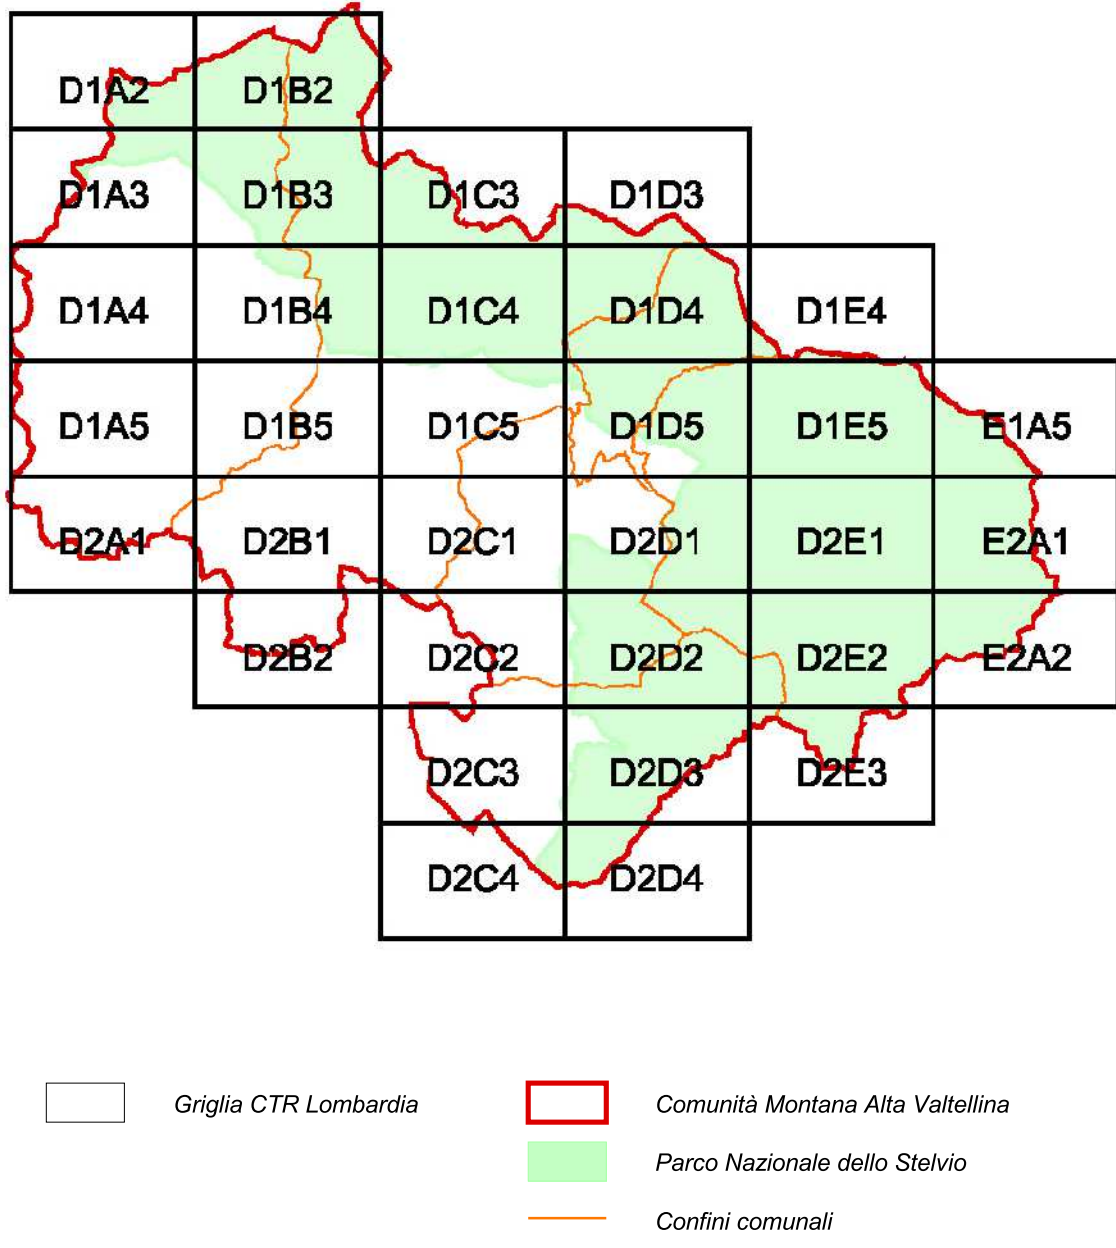 D1A2 D1B2
D1A3 D1B3 D1C3 D1D3
D1A4 D1B4 D1C4 D1D4 D1E4
D1A5 D1B5 D1C5 D1D5 D1E5 E1A5
D2A1 D2B1 D2C1 D2D1 D2E1 E2A1
D2B2 D2C2 D2D2 D2E2 E2A2
D2C3 D2D3 D2E3
D2C4 D2D4
Griglia CTR Lombardia
Comunità Montana Alta Valtellina
Parco Nazionale dello Stelvio
Confini comunali